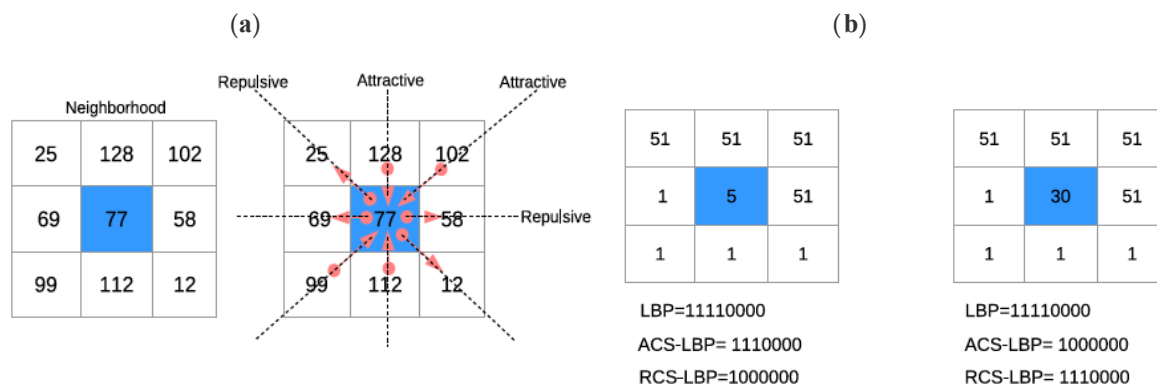 (a)
(b)
Repulsive
Attractive
Attractive
Neighborhood
25 128 102
69 77 58
99 112 12
25 128 102
69 77 58
Repulsive
99 112 12
51 51 51
1 5 51
1 1 1
LBP=11110000
ACS-LBP= 1110000
RCS-LBP=1000000
51 51 51
1 30 51
1 1 1
LBP=11110000
ACS-LBP= 1000000
RCS-LBP= 1110000